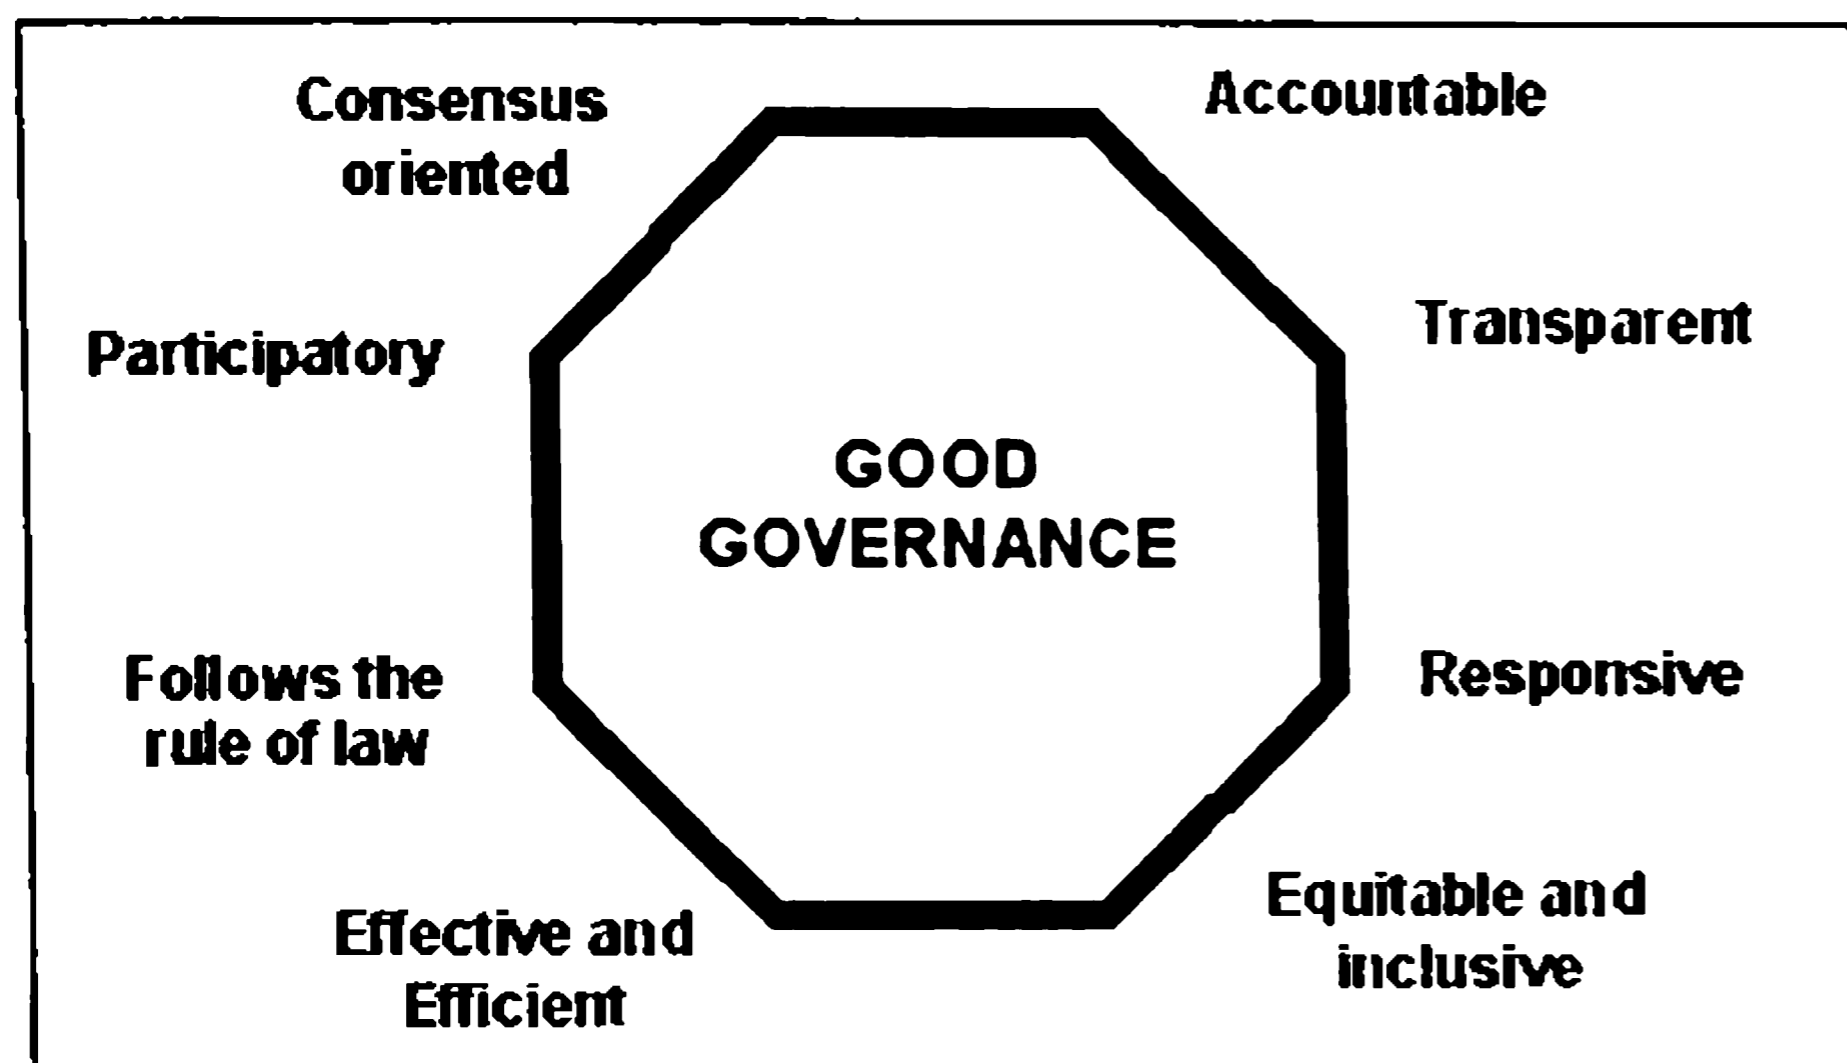 Consensus
oriented
Accountable
Participatory
Transparent
GOOD
GOVERNANCE
Follows the
rule of law
Responsive
Effective and
Efficient
Equitable and
inclusive